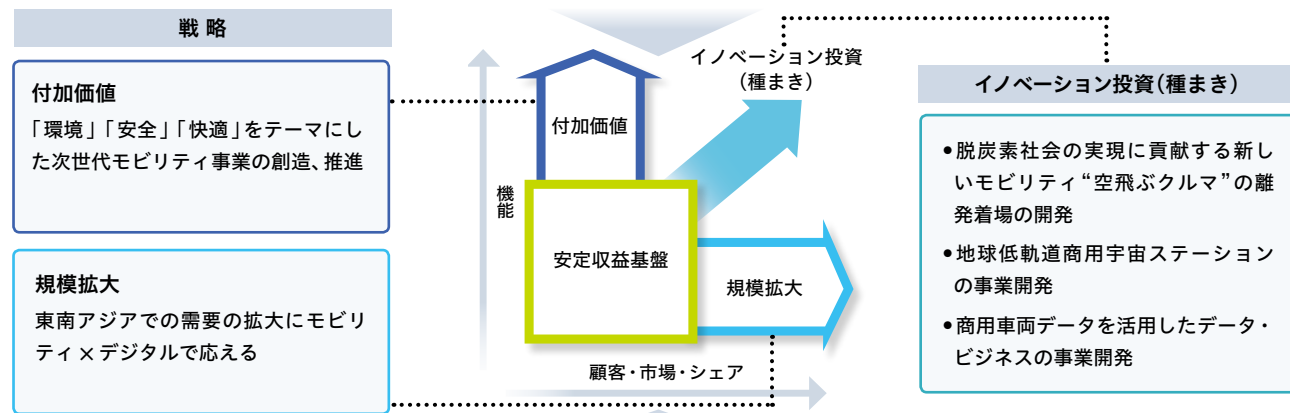 戦略
付加価値
「環境」「安全」「快適」をテーマにし
た次世代モビリティ事業の創造、推進
規模拡大
東南アジアでの需要の拡大にモビリ
ティ×デジタルで応える
機能
付加価値
イノベーション投資
(種まき)
安定収益基盤
規模拡大
顧客・市場・シェア
イノベーション投資(種まき)
●脱炭素社会の実現に貢献する新し
いモビリティ“空飛ぶクルマ”の離
発着場の開発
●地球低軌道商用宇宙ステーション
の事業開発
●商用車両データを活用したデータ・
ビジネスの事業開発